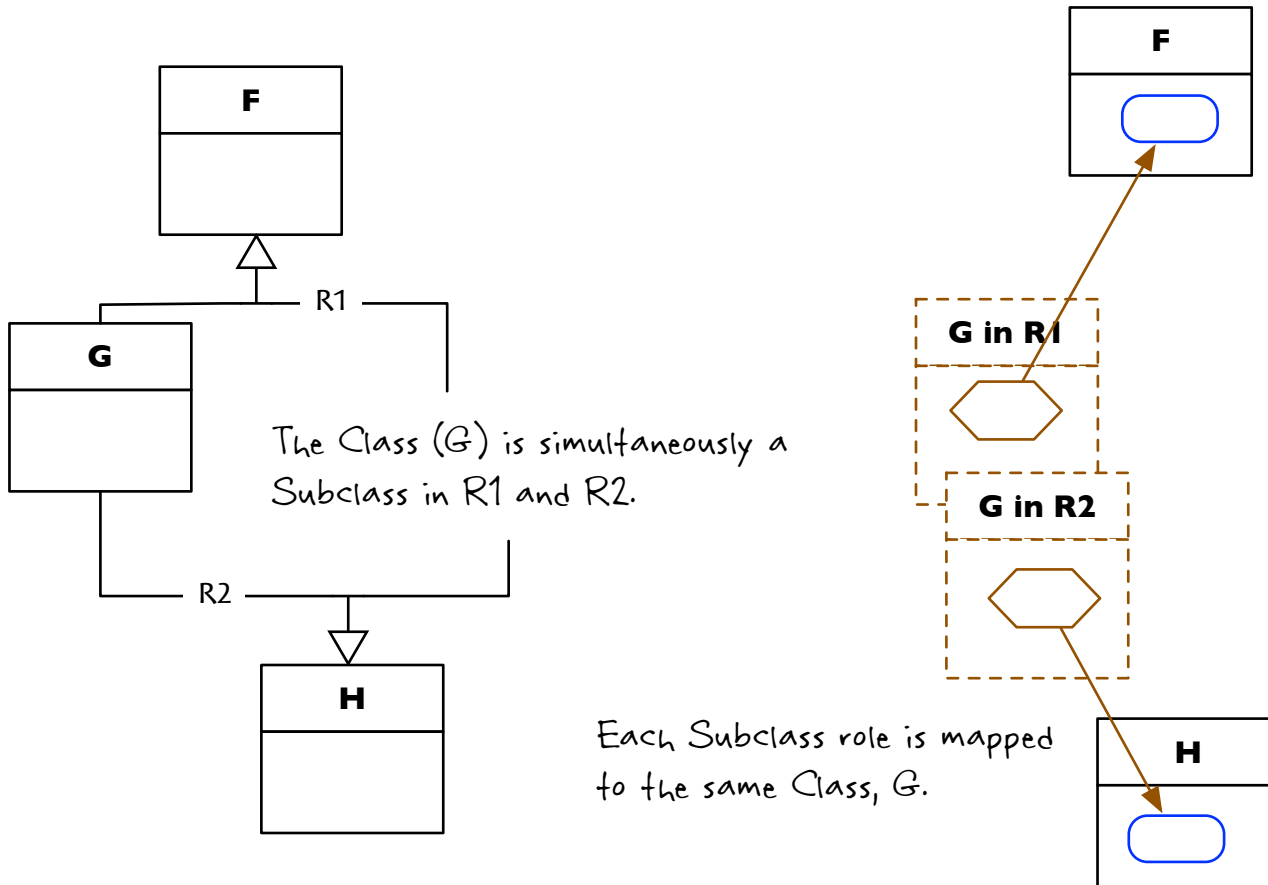 F
F
R1
G in R1
G
The Class (G) is simultaneously a
Subclass in R1 and R2.
G in R2
R2
H
Each Subclass role is mapped
to the same Class, G.
H